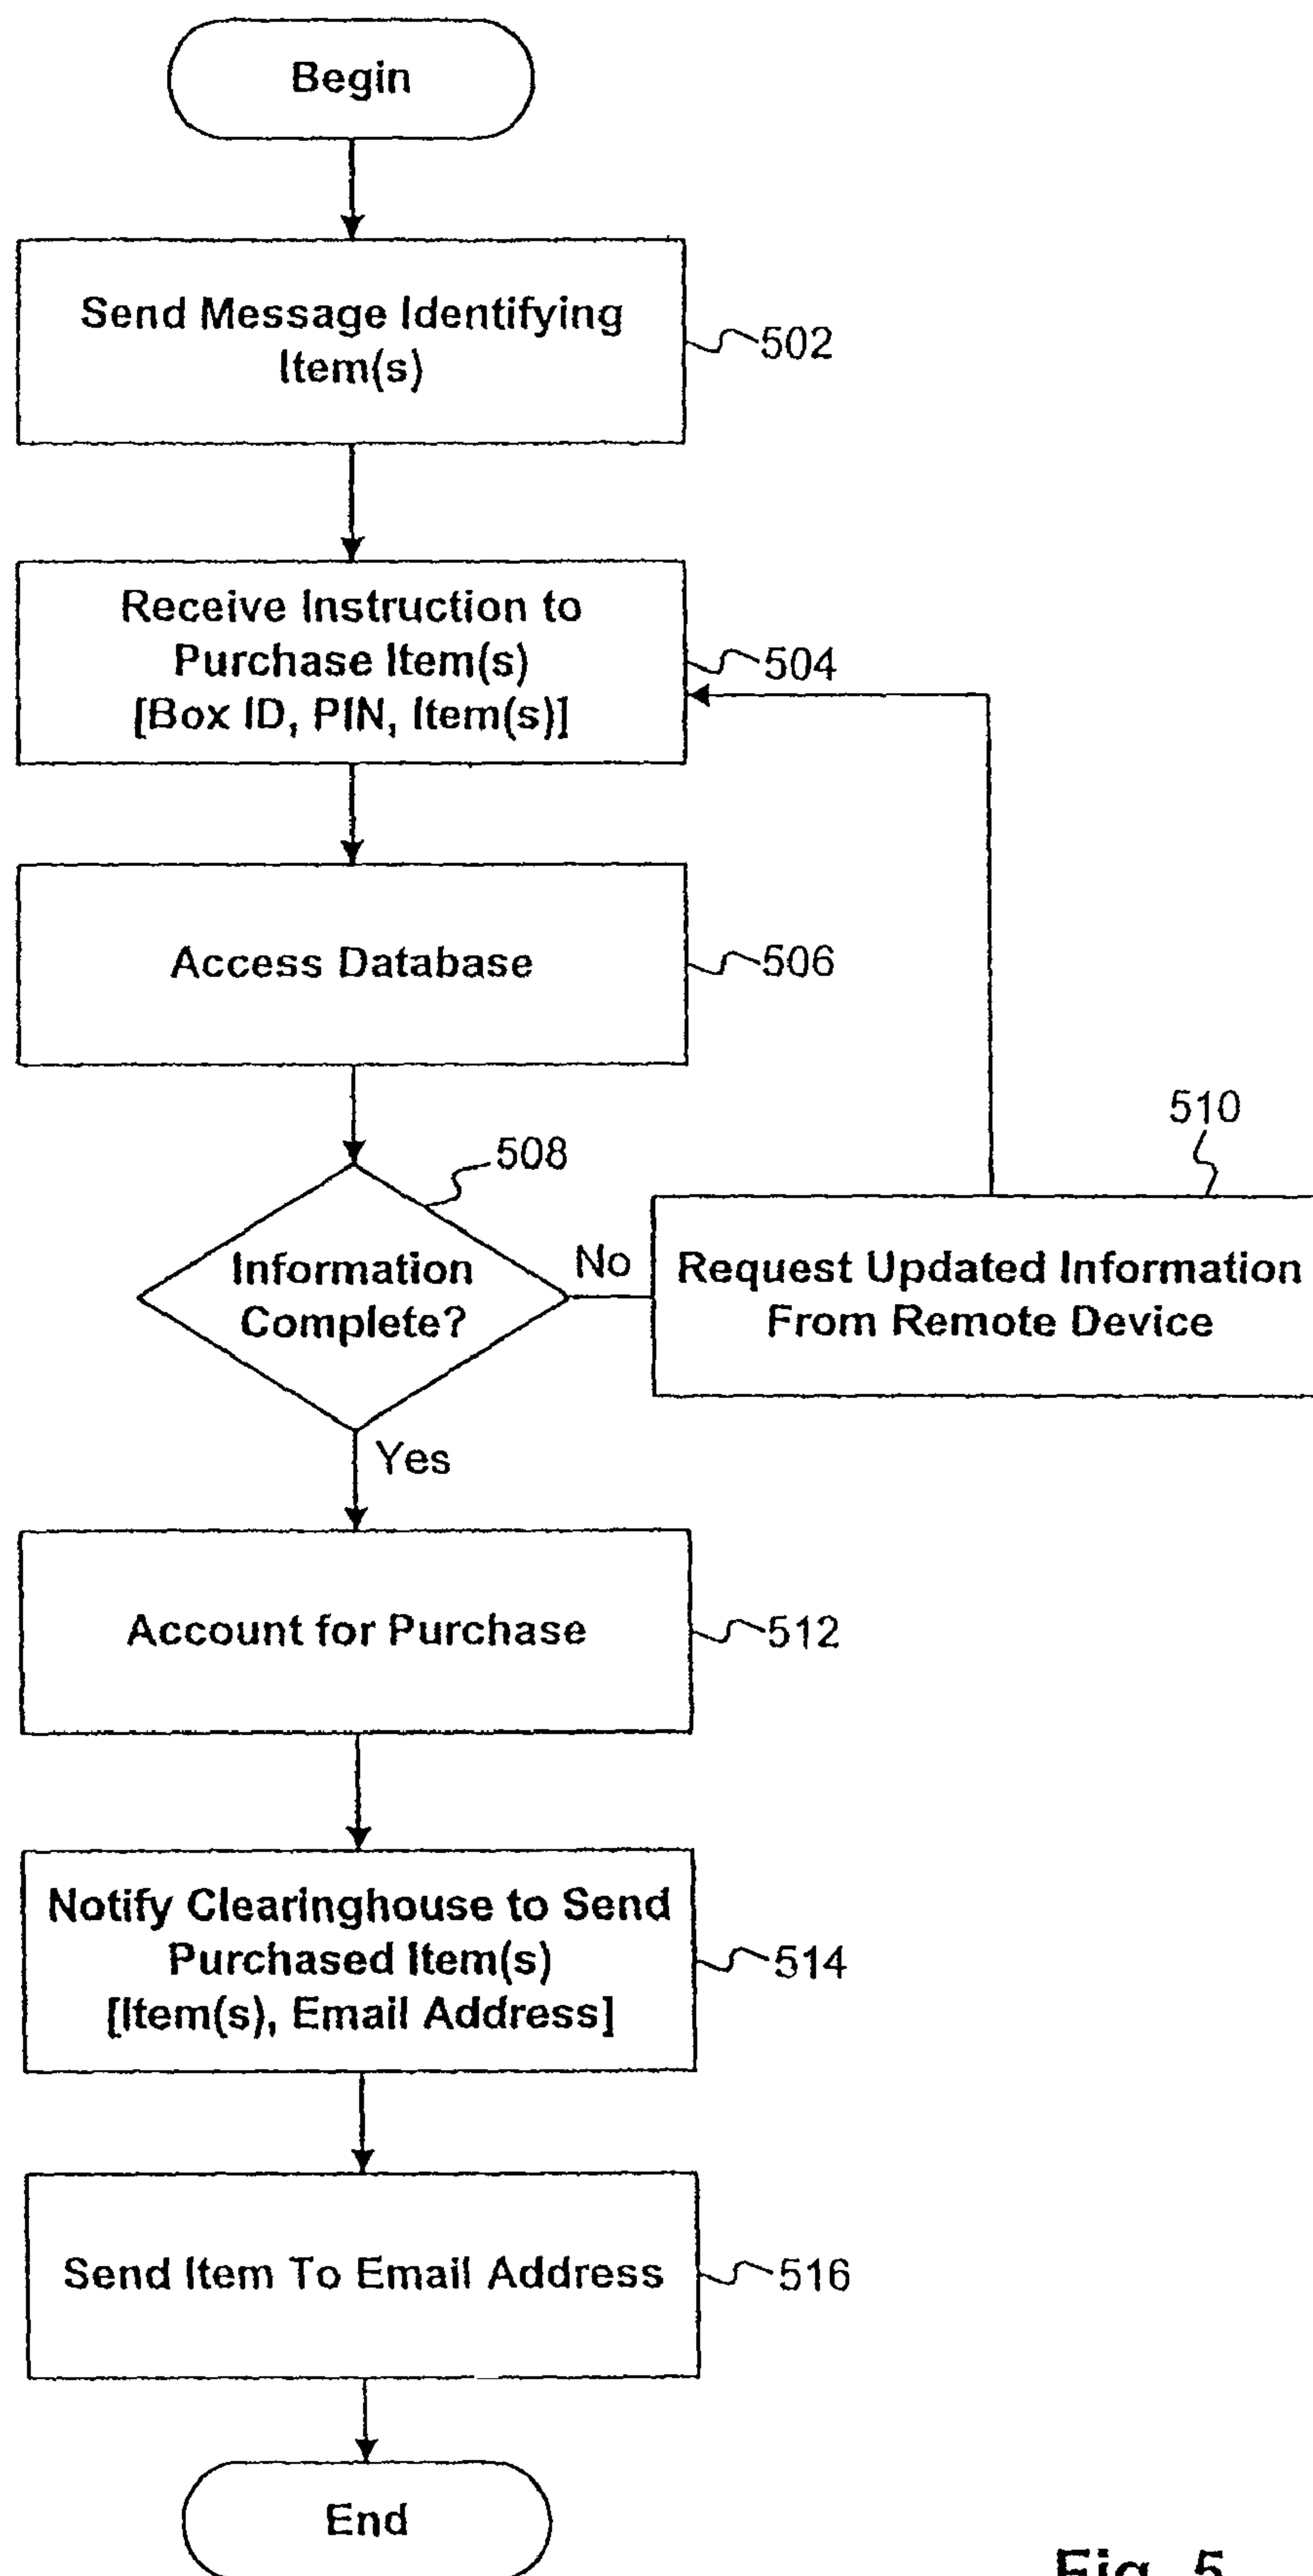 Begin
Send Message Identifying
Item(s)
502
Receive Instruction to
Purchase Item(s)
[Box ID, PIN, Item(s)]
504
Access Database
506
508
Information
Complete?
No
510
Request Updated Information
From Remote Device
Yes
Account for Purchase
512
Notify Clearinghouse to Send
Purchased Item(s)
[Item(s), Email Address]
514
Send Item To Email Address
516
End
Fig. 5